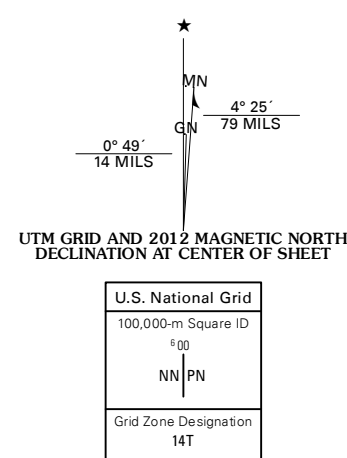 ★
MN
GN
4° 25´
79 MILS
0° 49´
14 MILS
UTM GRID AND 2012 MAGNETIC NORTH
DECLINATION AT CENTER OF SHEET
U.S. National Grid
100,000-m Square ID
⁶00
NN PN
Grid Zone Designation
14T